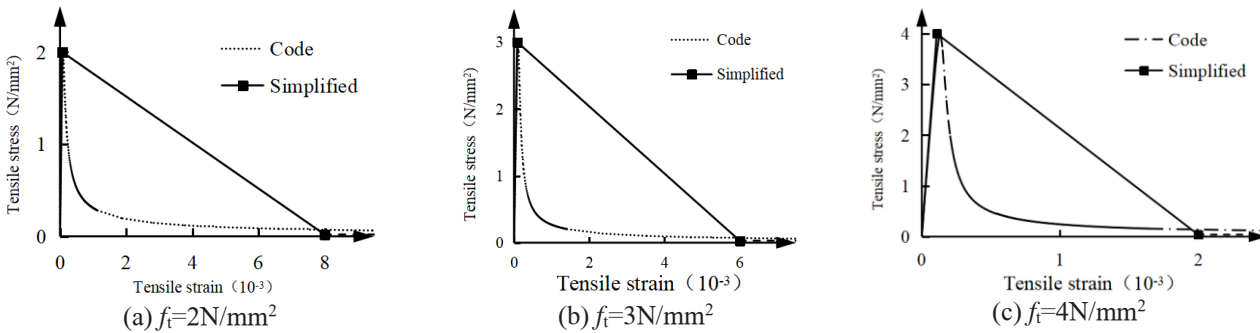 Tensile stress (N/mm²)
2
1
0
Code
Simplified
0 2 4 6 8
Tensile strain（10⁻³）
(a) fₜ=2N/mm²
Tensile stress（N/mm²）
3
2
1
0
Code
Simplified
0 2 4 6
Tensile strain（10⁻³）
(b) fₜ=3N/mm²
Tensile stress（N/mm²）
4
3
2
1
0
Code
Simplified
0 1 2
Tensile strain（10⁻³）
(c) fₜ=4N/mm²